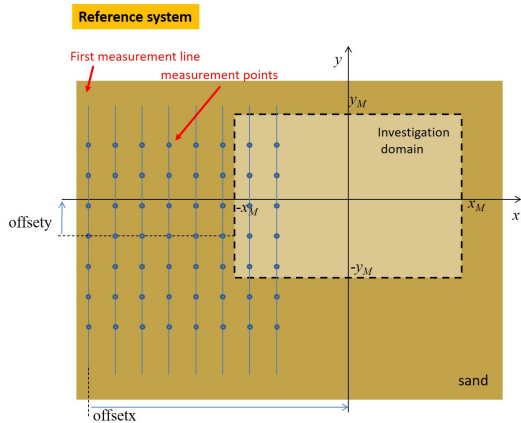 Reference system
First measurement line
measurement points
y
y_M
Investigation
domain
-x_M
x_M
x
offsety
-y_M
sand
offsetx